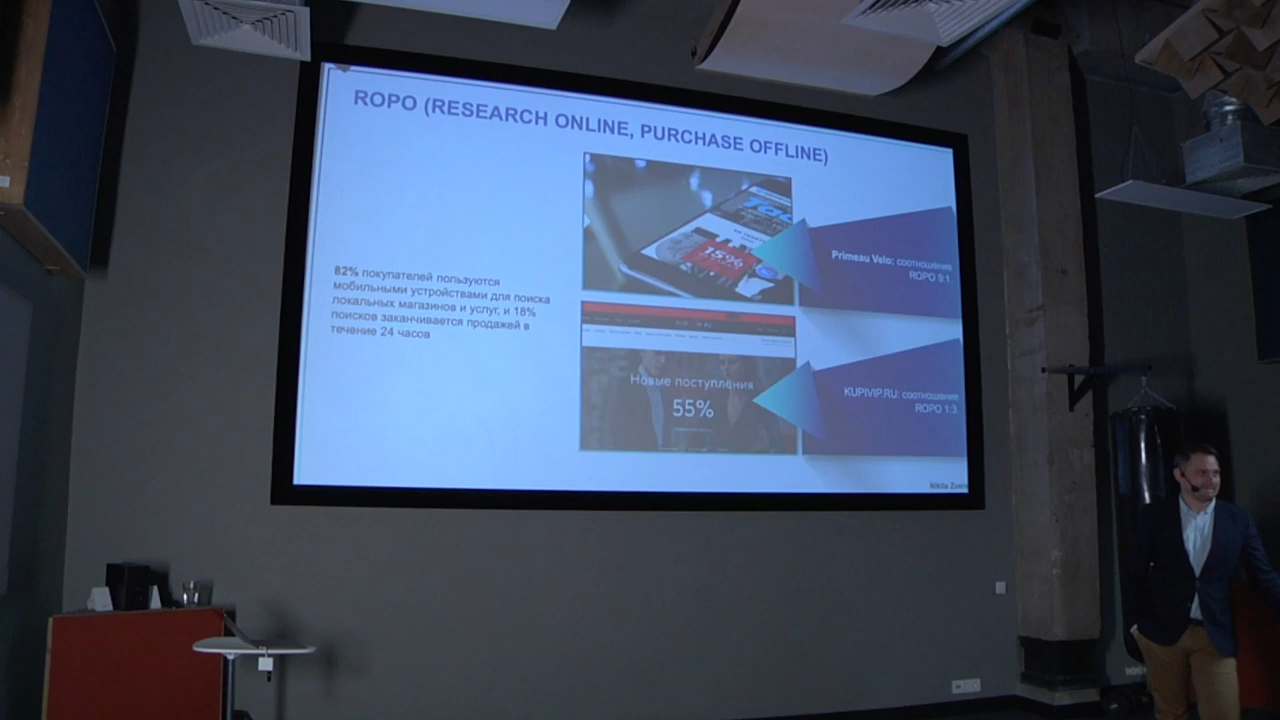 ROPO (RESEARCH ONLINE, PURCHASE OFFLINE)
82% покупателей пользуются
мобильными устройствами для поиска
локальных магазинов и услуг, и 18%
поисков заканчивается продажей в
течение 24 часов
15%
Primeau Velo: соотношение
ROPO 9:1.
Новые поступления
55%
KUPIVIP.RU: соотношение
ROPO 1:3.
Nikita